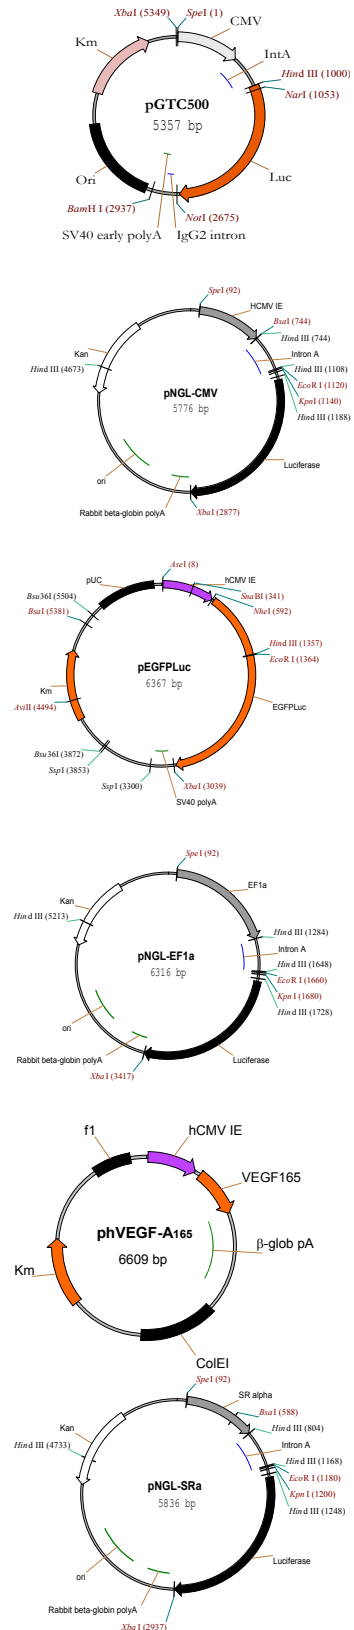 XbaI (5349) SpeI (1)
CMV
Km
IntA
Hind III (1000)
NarI (1053)
pGTC500
5357 bp
Ori
Luc
BamH I (2937)
NotI (2675)
SV40 early polyA IgG2 intron
SpeI (92)
HCMV IE
BsaI (744)
Hind III (744)
Kan
Intron A
Hind III (4673)
Hind III (1108)
EcoR I (1120)
KpnI (1140)
Hind III (1188)
pNGL-CMV
5776 bp
ori
Luciferase
Rabbit beta-globin polyA
XbaI (2877)
AseI (8)
pUC
hCMV IE
Bsu36I (5504)
SnaBI (341)
BsaI (5381)
NheI (592)
Hind III (1357)
EcoR I (1364)
pEGFPLuc
6367 bp
Km
AviII (4494)
EGFPLuc
Bsu36I (3872)
SspI (3853)
SspI (3300)
XbaI (3039)
SV40 polyA
SpeI (92)
EF1a
Kan
Hind III (5213)
Hind III (1284)
Intron A
Hind III (1648)
EcoR I (1660)
Kpn I (1680)
Hind III (1728)
pNGL-EF1a
6316 bp
ori
Rabbit beta-globin polyA
Luciferase
XbaI (3417)
f1
hCMV IE
VEGF165
phVEGF-A165
6609 bp
β-glob pA
Km
ColEI
SpeI (92)
SR alpha
BsaI (588)
Kan
Hind III (804)
Hind III (4733)
Intron A
Hind III (1168)
EcoR I (1180)
Kpn I (1200)
Hind III (1248)
pNGL-SRa
5836 bp
ori
Luciferase
Rabbit beta-globin polyA
Xba I (2937)